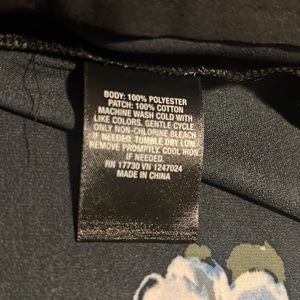 BODY: 100% POLYESTER
PATCH: 100% COTTON
MACHINE WASH COLD WITH
LIKE COLORS. GENTLE CYCLE
ONLY NON-CHLORINE BLEACH
IF NEEDED. TUMBLE DRY LOW.
REMOVE PROMPTLY. COOL IRON
IF NEEDED.
RN 17730 VN 1247024
MADE IN CHINA